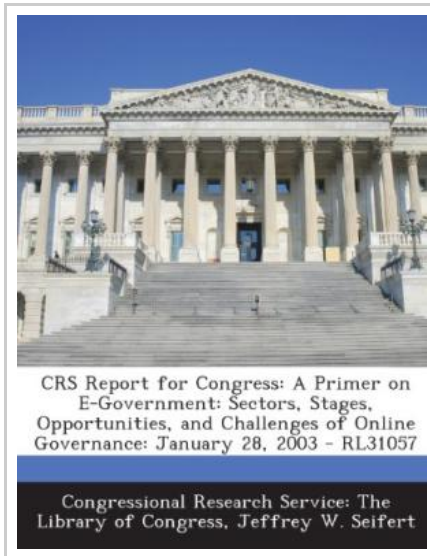 CRS Report for Congress: A Primer on
E-Government: Sectors, Stages,
Opportunities, and Challenges of Online
Governance: January 28, 2003 - RL31057
Congressional Research Service: The
Library of Congress, Jeffrey W. Seifert